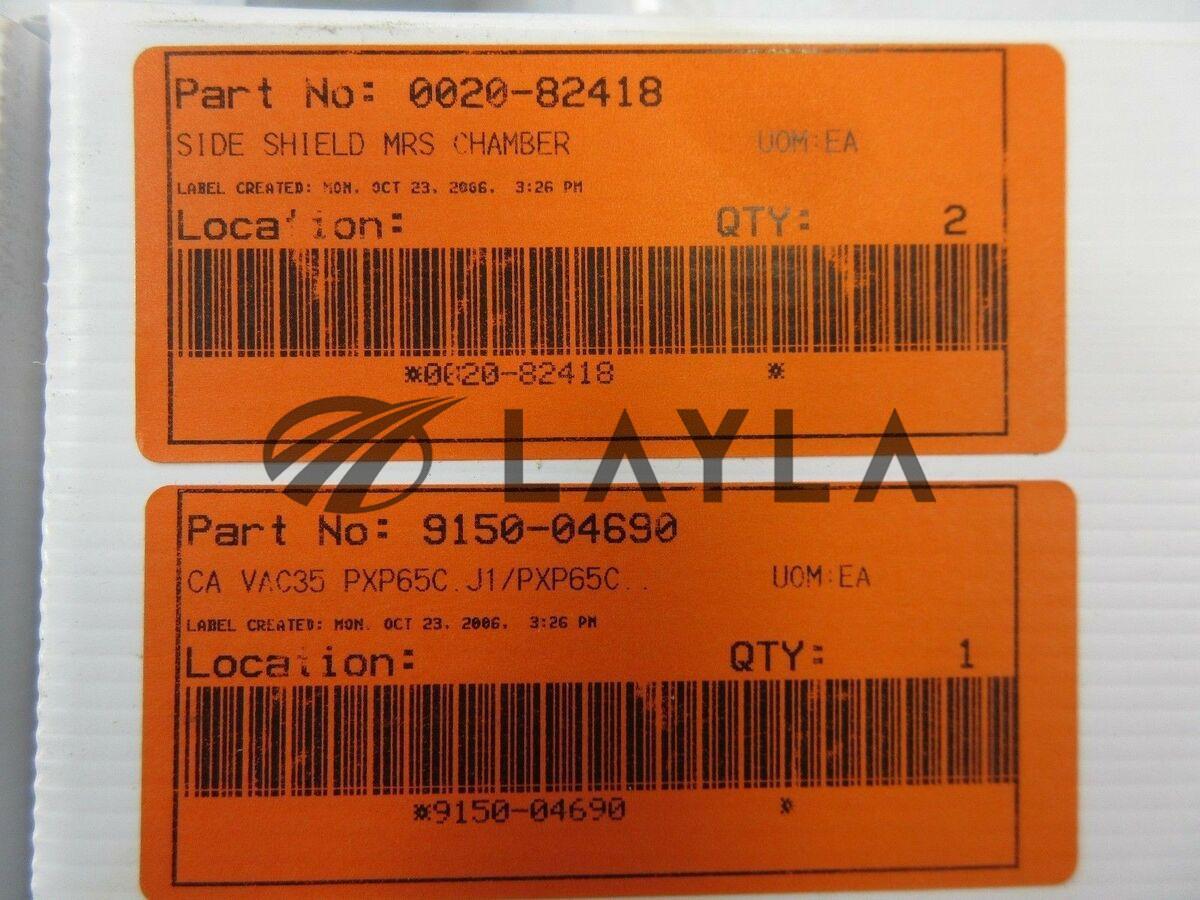 Part No: 0020-82418
SIDE SHIELD MRS CHAMBER UOM:EA
LABEL CREATED: MON. OCT 23, 2006. 3:26 PM
Location: QTY: 2
*0020-82418 *
LAYLA
Part No: 9150-04690
CA VAC35 PXP65C.J1/PXP65C.. UOM:EA
LABEL CREATED: MON. OCT 23, 2006. 3:26 PM
Location: QTY: 1
*9150-04690 *